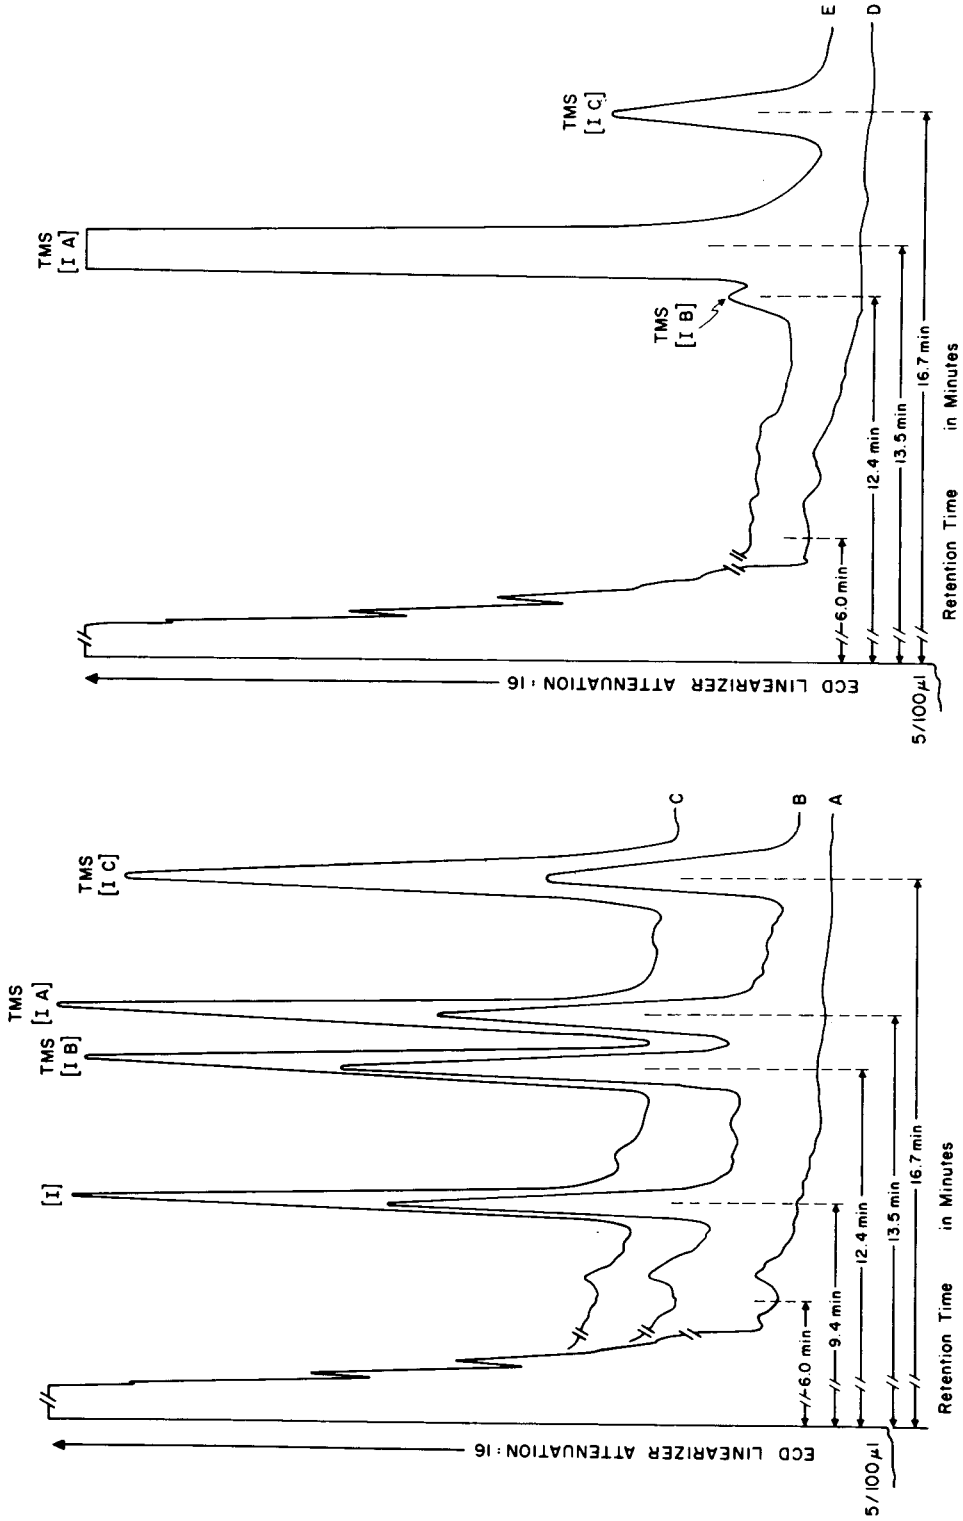 TMS
[I C]
TMS
[I A]
TMS
[I B]
[I]
C
B
A
6.0 min
9.4 min
12.4 min
13.5 min
16.7 min
Retention Time in Minutes
ECD LINEARIZER ATTENUATION : 16
5/100µl
TMS
[I A]
TMS
[I B]
TMS
[I C]
E
D
6.0 min
12.4 min
13.5 min
16.7 min
Retention Time in Minutes
ECD LINEARIZER ATTENUATION : 16
5/100µl